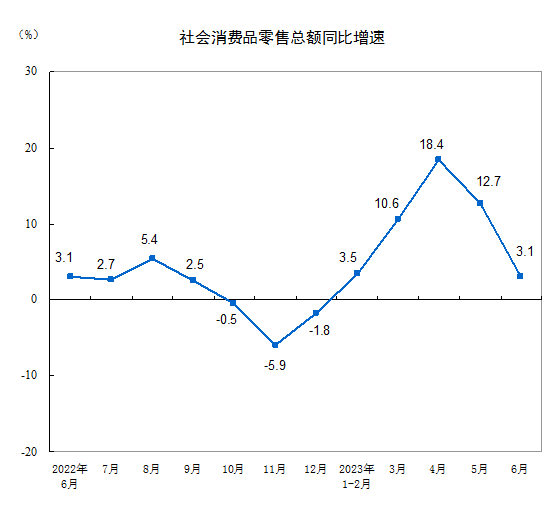 (%)
社会消费品零售总额同比增速
30
20
10
0
-10
-20
3.1
2.7
5.4
2.5
-0.5
-5.9
-1.8
3.5
10.6
18.4
12.7
3.1
2022年
6月
7月
8月
9月
10月
11月
12月
2023年
1-2月
3月
4月
5月
6月